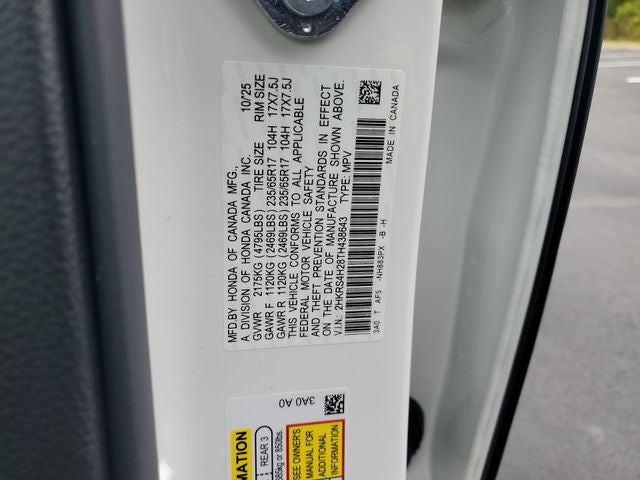 MFD.BY HONDA OF CANADA MFG., 10/25
A DIVISION OF HONDA CANADA INC.
GVWR 2175KG (4795LBS) TIRE SIZE RIM SIZE
GAWR F 1120KG (2469LBS) 235/65R17 104H 17X7.5J
GAWR R 1120KG (2469LBS) 235/65R17 104H 17X7.5J
THIS VEHICLE CONFORMS TO ALL APPLICABLE
FEDERAL MOTOR VEHICLE SAFETY
AND THEFT PREVENTION STANDARDS IN EFFECT
ON THE DATE OF MANUFACTURE SHOWN ABOVE.
V.I.N.: 2HKRS4H28TH438643 TYPE: MPV
3A0 T AF5 -NH883PX -B -H
MADE IN CANADA
3A0 A0
REAR 3
385kg or 850lbs.
SEE OWNER'S
MANUAL FOR
ADDITIONAL
INFORMATION